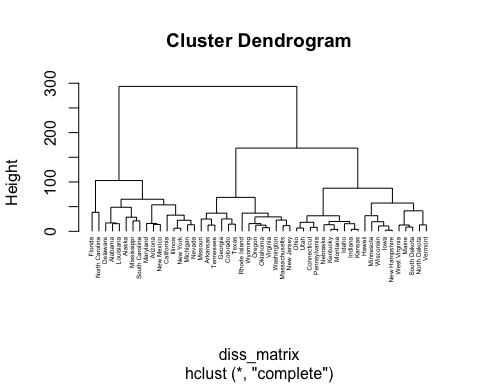 Cluster Dendrogram
Height
0
100
200
300
Florida
North Carolina
Delaware
Alabama
Louisiana
Alaska
Mississippi
South Carolina
Maryland
Arizona
New Mexico
California
Illinois
New York
Michigan
Nevada
Missouri
Arkansas
Tennessee
Georgia
Colorado
Texas
Rhode Island
Wyoming
Oregon
Oklahoma
Virginia
Washington
Massachusetts
New Jersey
Ohio
Utah
Connecticut
Pennsylvania
Nebraska
Kentucky
Montana
Idaho
Indiana
Kansas
Hawaii
Minnesota
Wisconsin
Iowa
New Hampshire
West Virginia
Maine
South Dakota
North Dakota
Vermont
diss_matrix
hclust (*, "complete")